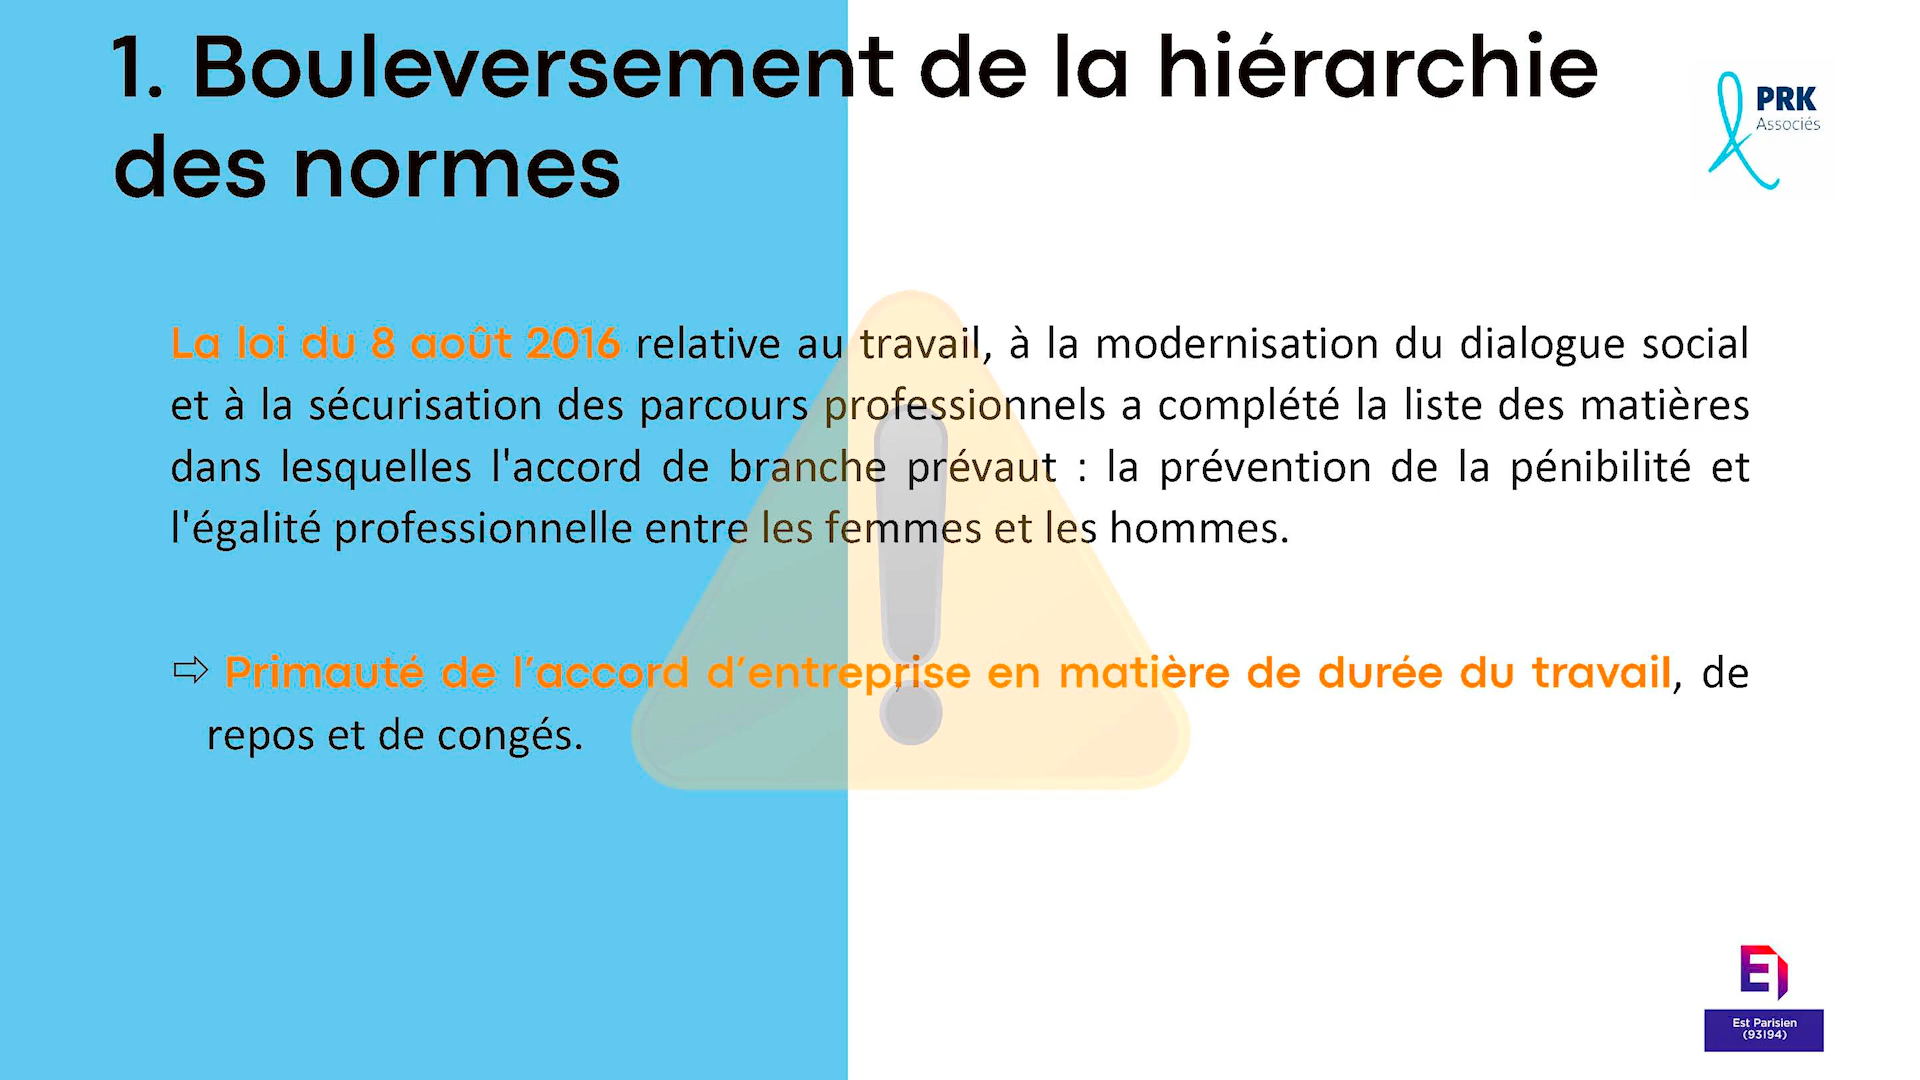 1. Bouleversement de la hiérarchie
des normes
PRK
Associés
La loi du 8 août 2016 relative au travail, à la modernisation du dialogue social
et à la sécurisation des parcours professionnels a complété la liste des matières
dans lesquelles l'accord de branche prévaut : la prévention de la pénibilité et
l'égalité professionnelle entre les femmes et les hommes.
⇨ Primauté de l’accord d’entreprise en matière de durée du travail, de
repos et de congés.
Est Parisien
(93|94)